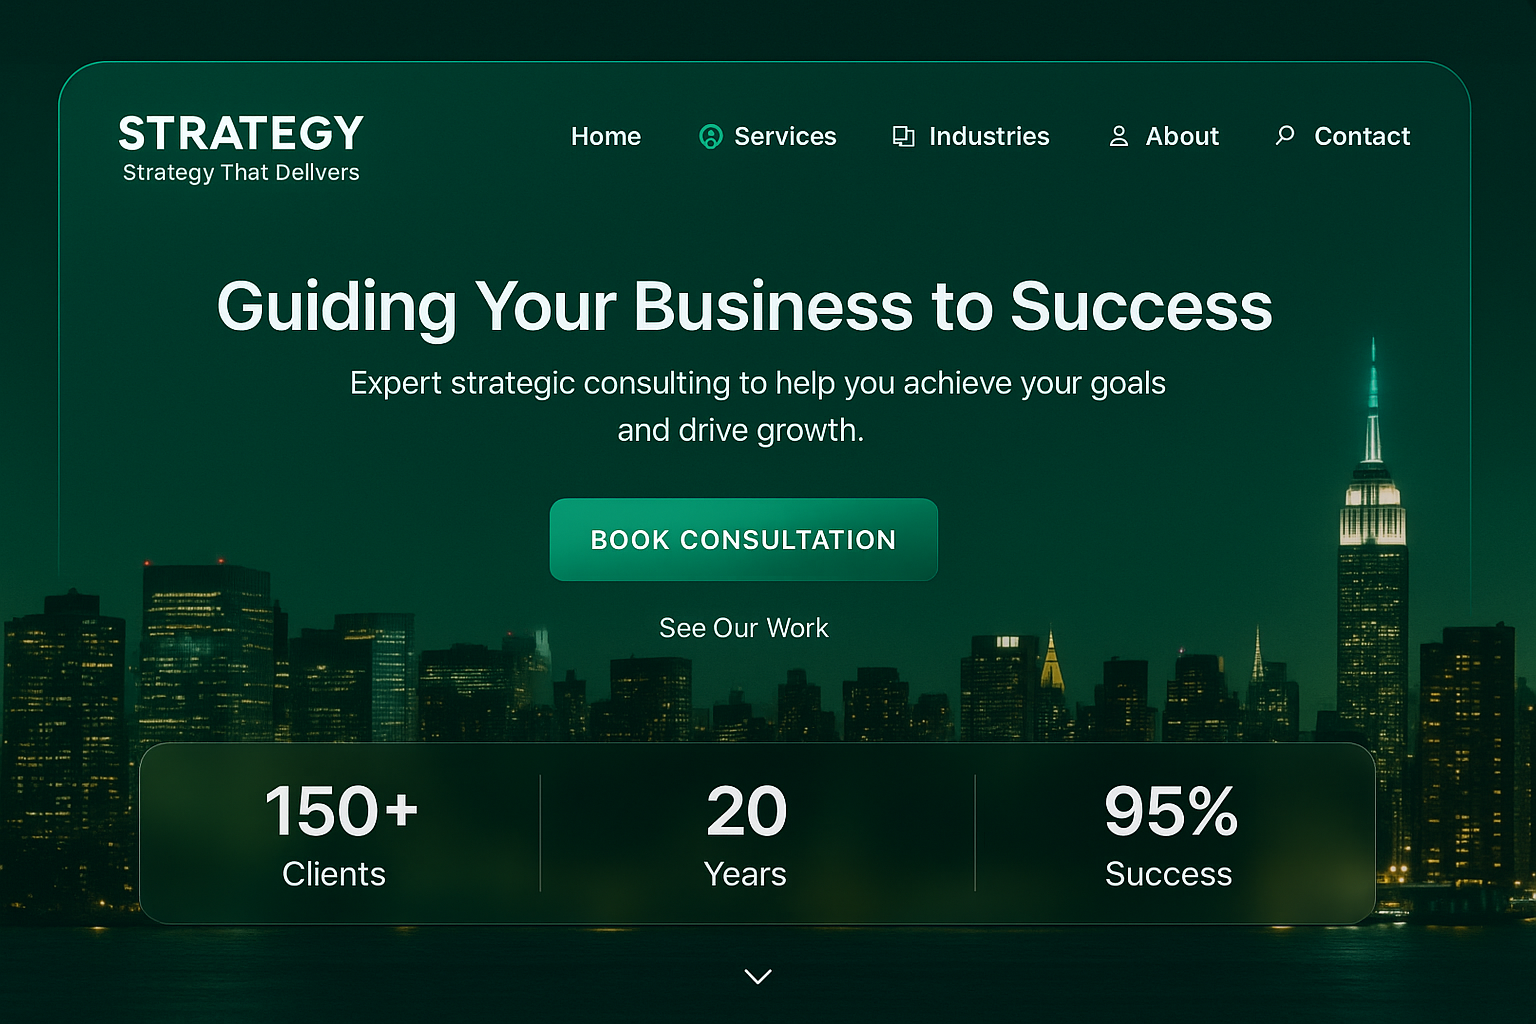 STRATEGY
Strategy That Dellvers
Home Services Industries About Contact
Guiding Your Business to Success
Expert strategic consulting to help you achieve your goals
and drive growth.
BOOK CONSULTATION
See Our Work
150+ 20 95%
Clients Years Success